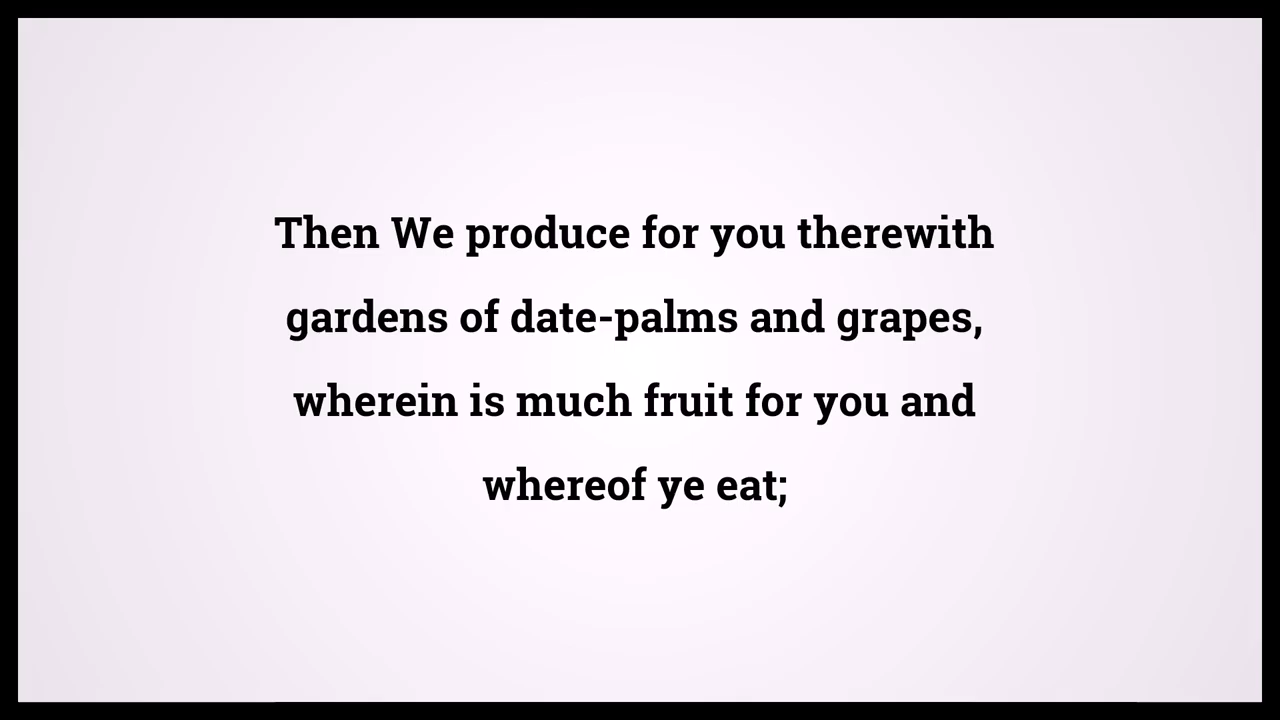 Then We produce for you therewith
gardens of date-palms and grapes,
wherein is much fruit for you and
whereof ye eat;